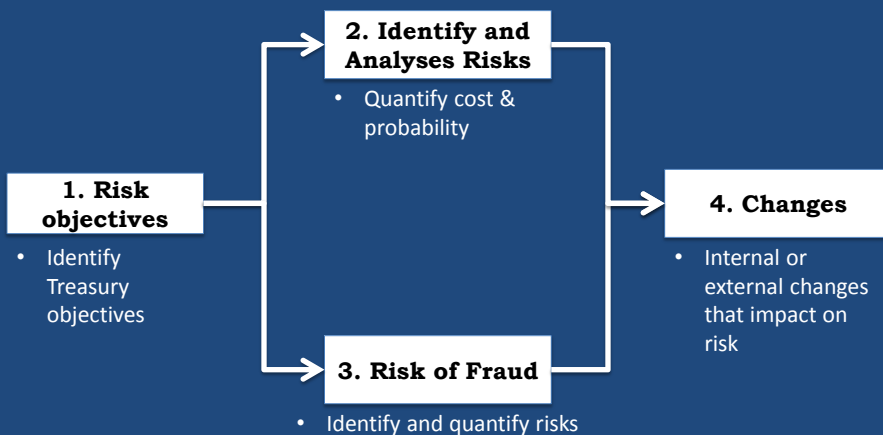 1. Risk
objectives
• Identify
Treasury
objectives
2. Identify and
Analyses Risks
• Quantify cost &
probability
3. Risk of Fraud
• Identify and quantify risks
4. Changes
• Internal or
external changes
that impact on
risk